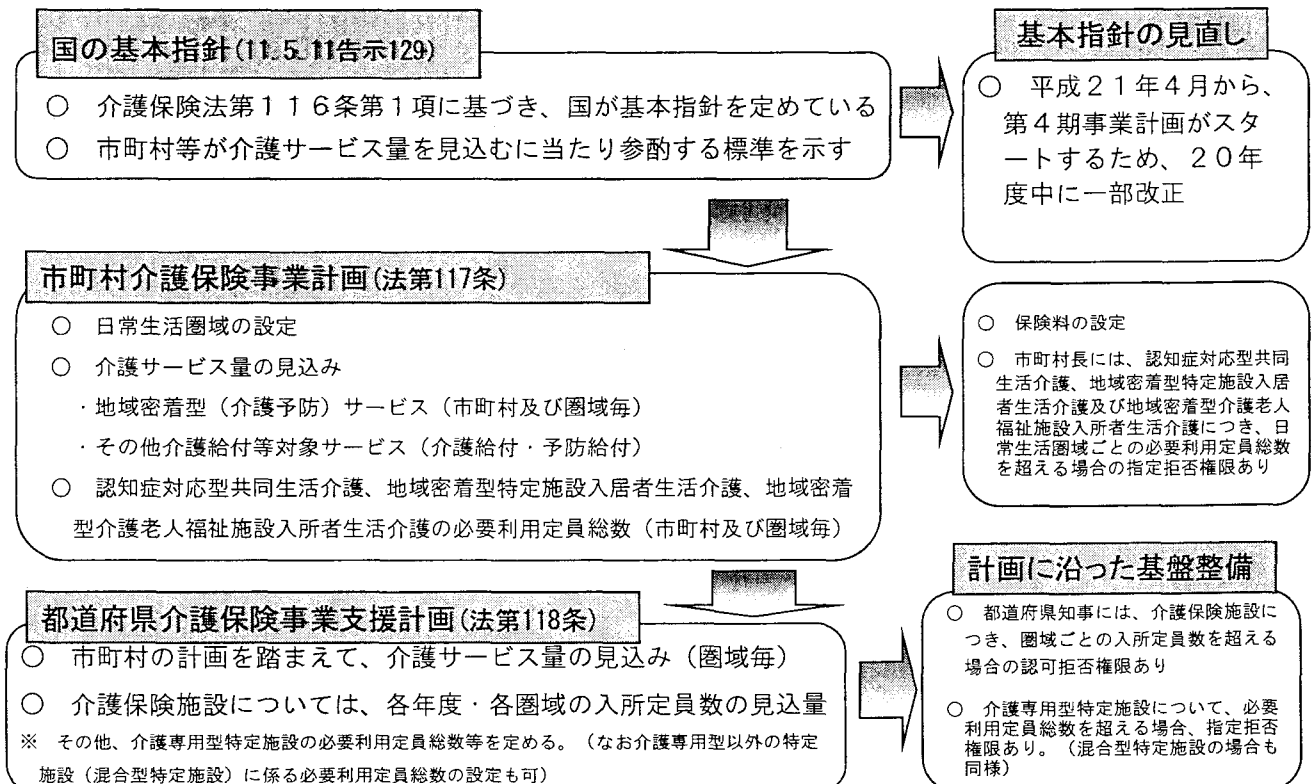 国の基本指針(11.5.11告示129)
○ 介護保険法第116条第1項に基づき、国が基本指針を定めている
○ 市町村等が介護サービス量を見込むに当たり参酌する標準を示す
基本指針の見直し
○ 平成21年4月から、
第4期事業計画がスタ
ートするため、20年
度中に一部改正
市町村介護保険事業計画(法第117条)
○ 日常生活圏域の設定
○ 介護サービス量の見込み
・地域密着型(介護予防)サービス(市町村及び圏域毎)
・その他介護給付等対象サービス(介護給付・予防給付)
○ 認知症対応型共同生活介護、地域密着型特定施設入居者生活介護、地域密着
型介護老人福祉施設入所者生活介護の必要利用定員総数(市町村及び圏域毎)
○ 保険料の設定
○ 市町村長には、認知症対応型共同
生活介護、地域密着型特定施設入居
者生活介護及び地域密着型介護老人
福祉施設入所者生活介護につき、日
常生活圏域ごとの必要利用定員総数
を超える場合の指定拒否権限あり
都道府県介護保険事業支援計画(法第118条)
○ 市町村の計画を踏まえて、介護サービス量の見込み(圏域毎)
○ 介護保険施設については、各年度・各圏域の入所定員数の見込量
※ その他、介護専用型特定施設の必要利用定員総数等を定める。(なお介護専用型以外の特定
施設(混合型特定施設)に係る必要利用定員総数の設定も可)
計画に沿った基盤整備
○ 都道府県知事には、介護保険施設に
つき、圏域ごとの入所定員数を超える
場合の認可拒否権限あり
○ 介護専用型特定施設について、必要
利用定員総数を超える場合、指定拒否
権限あり。(混合型特定施設の場合も
同様)